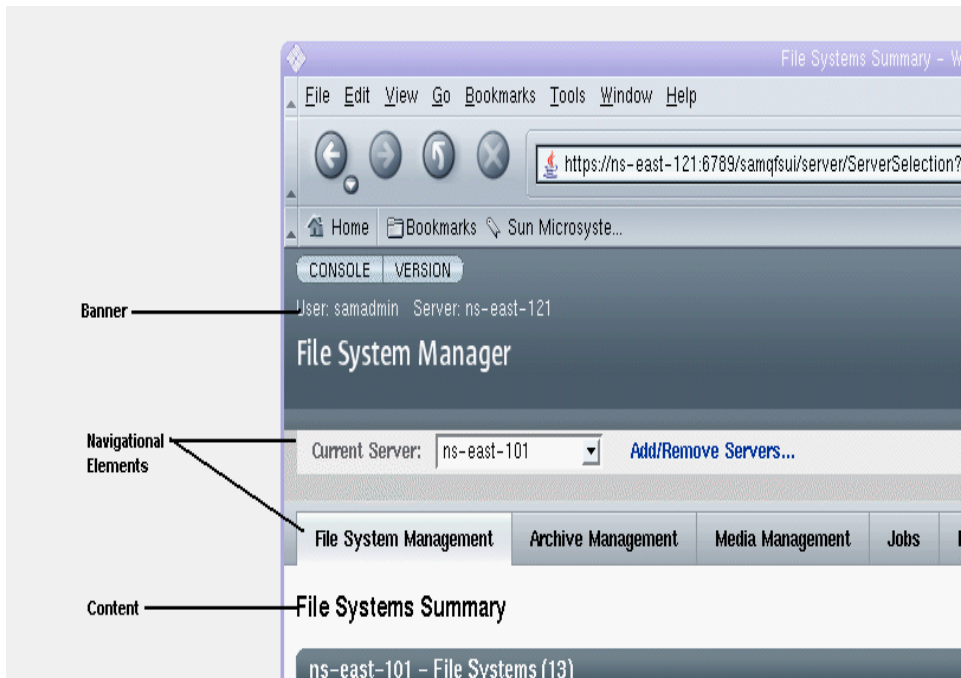 File Systems Summary - W
File Edit View Go Bookmarks Tools Window Help
https://ns-east-121:6789/samqfsui/server/ServerSelection?
Home Bookmarks Sun Microsyste...
CONSOLE VERSION
Banner
User: samadmin Server: ns-east-121
File System Manager
Navigational
Elements
Current Server: ns-east-101 Add/Remove Servers...
File System Management Archive Management Media Management Jobs
Content
File Systems Summary
ns-east-101 - File Systems (13)